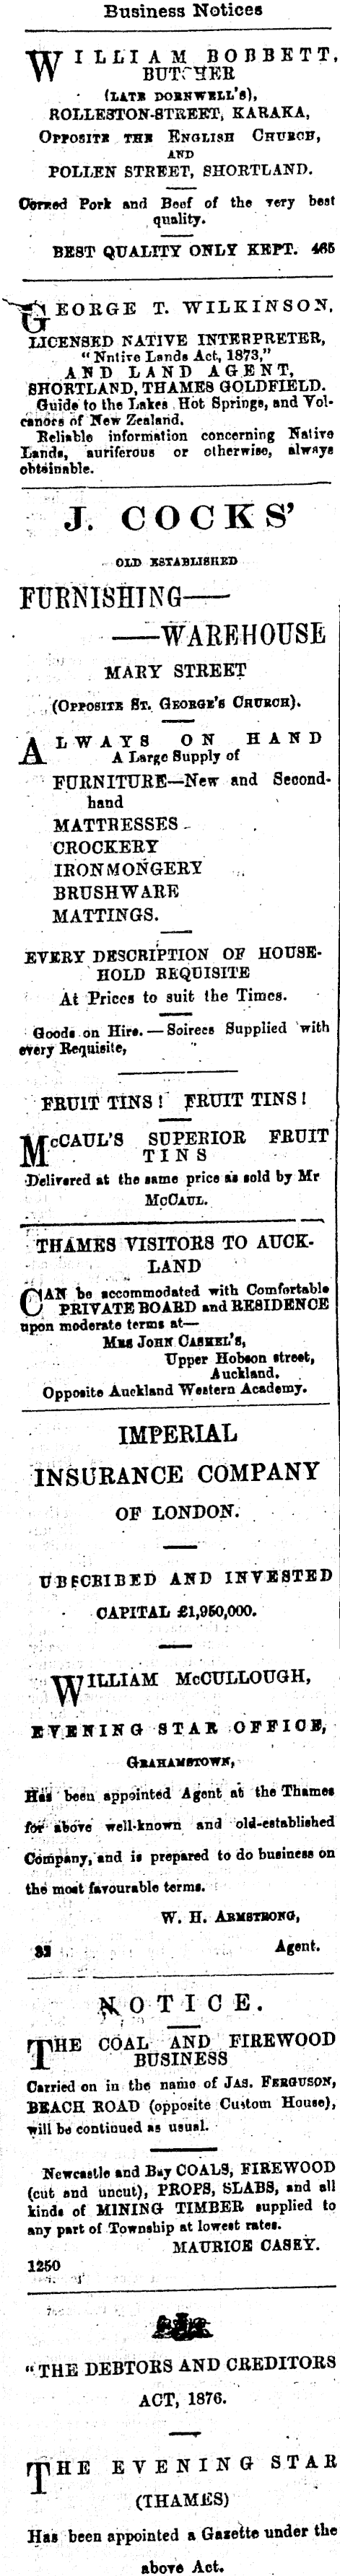 Business Notices
WILLIAM BOBBETT,
BUTCHER
(LATE DORNWELL'S),
ROLLESTON-STREET, KARAKA,
OPPOSITE THE ENGLISH CHURCH,
AND
POLLEN STREET, SHORTLAND.
Corned Pork and Beef of the very best
quality.
BEST QUALITY ONLY KEPT. 465
GEORGE T. WILKINSON,
LICENSED NATIVE INTERPRETER,
"Native Lands Act, 1873,"
AND LAND AGENT,
SHORTLAND, THAMES GOLDFIELD.
Guide to the Lakes Hot Springs, and Vol-
canoes of New Zealand.
Reliable information concerning Native
Lands, auriferous or otherwise, always
obtainable.
J. COCKS'
OLD ESTABLISHED
FURNISHING——
——WAREHOUSE
MARY STREET
(OPPOSITE ST. GEORGE'S CHURCH).
ALWAYS ON HAND
A Large Supply of
FURNITURE—New and Second-
hand
MATTRESSES
CROCKERY
IRONMONGERY
BRUSHWARE
MATTINGS.
EVERY DESCRIPTION OF HOUSE-
HOLD REQUISITE
At Prices to suit the Times.
Goods on Hire.—Soirees Supplied with
every Requisite,
FRUIT TINS! FRUIT TINS!
McCAUL'S SUPERIOR FRUIT
TINS
Delivered at the same price as sold by Mr
McCAUL.
THAMES VISITORS TO AUCK-
LAND
CAN be accommodated with Comfortable
PRIVATE BOARD and RESIDENCE
upon moderate terms at—
MRS JOHN CASHEL'S,
Upper Hobson street,
Auckland.
Opposite Auckland Western Academy.
IMPERIAL
INSURANCE COMPANY
OF LONDON.
UBSCRIBED AND INVESTED
CAPITAL £1,950,000.
WILLIAM McCULLOUGH,
EVENING STAR OFFICE,
GRAHAMSTOWN,
Has been appointed Agent at the Thames
for above well-known and old-established
Company, and is prepared to do business on
the most favourable terms.
W. H. ARMSTRONG,
32 Agent.
NOTICE.
THE COAL AND FIREWOOD
BUSINESS
Carried on in the name of JAS. FERGUSON,
BEACH ROAD (opposite Custom House),
will be continued as usual.
Newcastle and Bay COALS, FIREWOOD
(cut and uncut), PROPS, SLABS, and all
kinds of MINING TIMBER supplied to
any part of Township at lowest rates.
MAURICE CASEY.
1250
"THE DEBTORS AND CREDITORS
ACT, 1876.
THE EVENING STAR
(THAMES)
Has been appointed a Gazette under the
above Act.